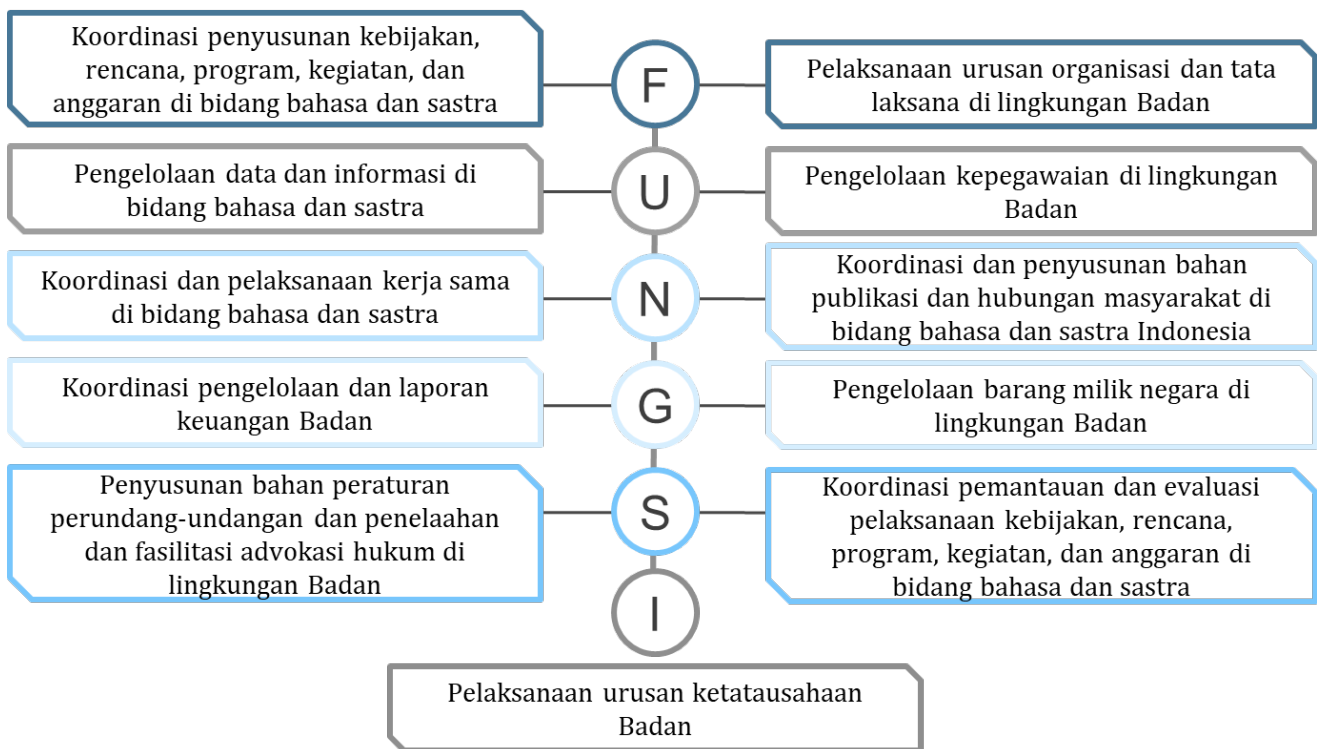 Koordinasi penyusunan kebijakan,
rencana, program, kegiatan, dan
anggaran di bidang bahasa dan sastra
F
Pelaksanaan urusan organisasi dan tata
laksana di lingkungan Badan
Pengelolaan data dan informasi di
bidang bahasa dan sastra
U
Pengelolaan kepegawaian di lingkungan
Badan
Koordinasi dan pelaksanaan kerja sama
di bidang bahasa dan sastra
N
Koordinasi dan penyusunan bahan
publikasi dan hubungan masyarakat di
bidang bahasa dan sastra Indonesia
Koordinasi pengelolaan dan laporan
keuangan Badan
G
Pengelolaan barang milik negara di
lingkungan Badan
Penyusunan bahan peraturan
perundang-undangan dan penelaahan
dan fasilitasi advokasi hukum di
lingkungan Badan
S
Koordinasi pemantauan dan evaluasi
pelaksanaan kebijakan, rencana,
program, kegiatan, dan anggaran di
bidang bahasa dan sastra
I
Pelaksanaan urusan ketatausahaan
Badan